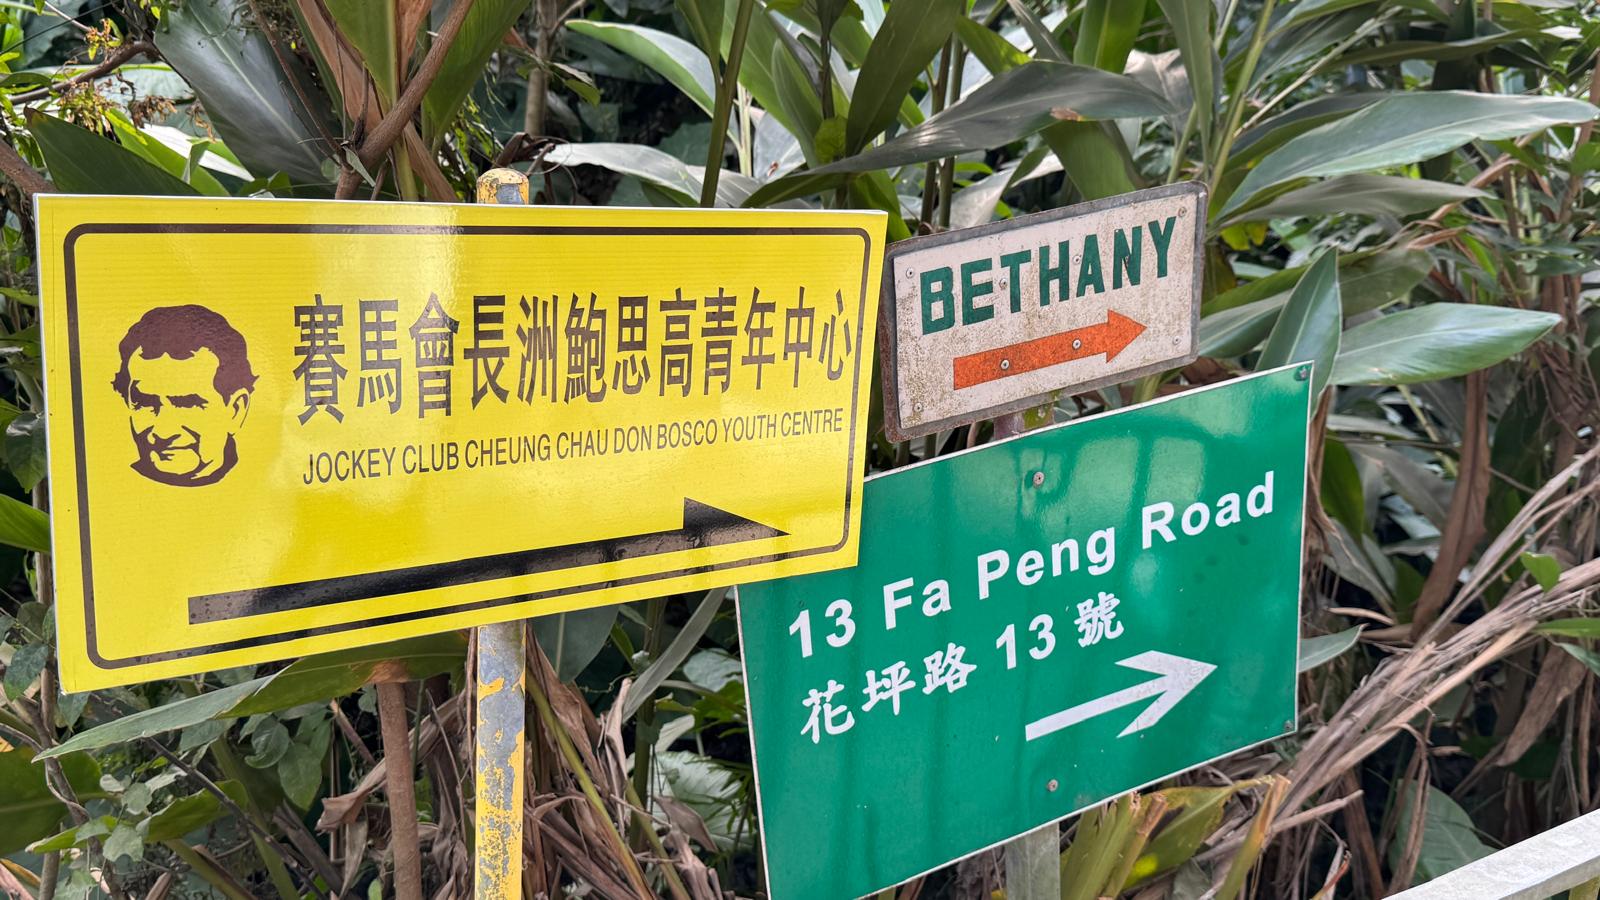 賽馬會長洲鮑思高青年中心
JOCKEY CLUB CHEUNG CHAU DON BOSCO YOUTH CENTRE
BETHANY
13 Fa Peng Road
花坪路 13 號